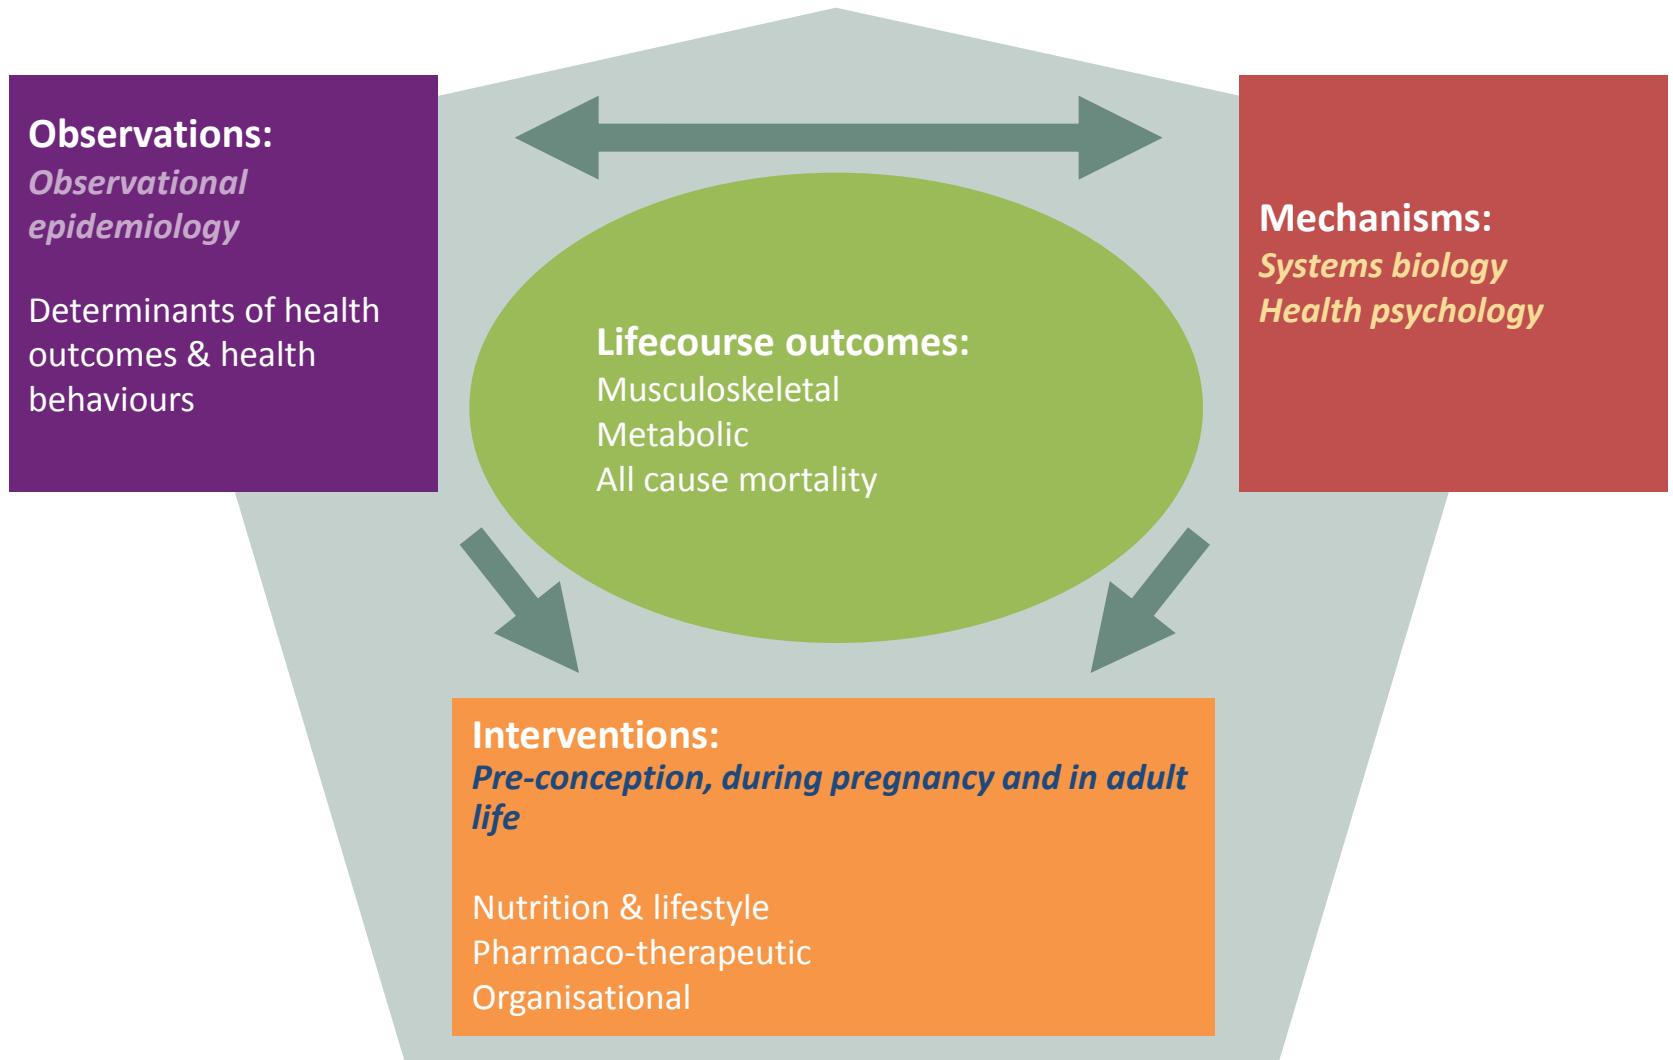 Observations:
Observational
epidemiology
Determinants of health
outcomes & health
behaviours
Mechanisms:
Systems biology
Health psychology
Lifecourse outcomes:
Musculoskeletal
Metabolic
All cause mortality
Interventions:
Pre-conception, during pregnancy and in adult
life
Nutrition & lifestyle
Pharmaco-therapeutic
Organisational